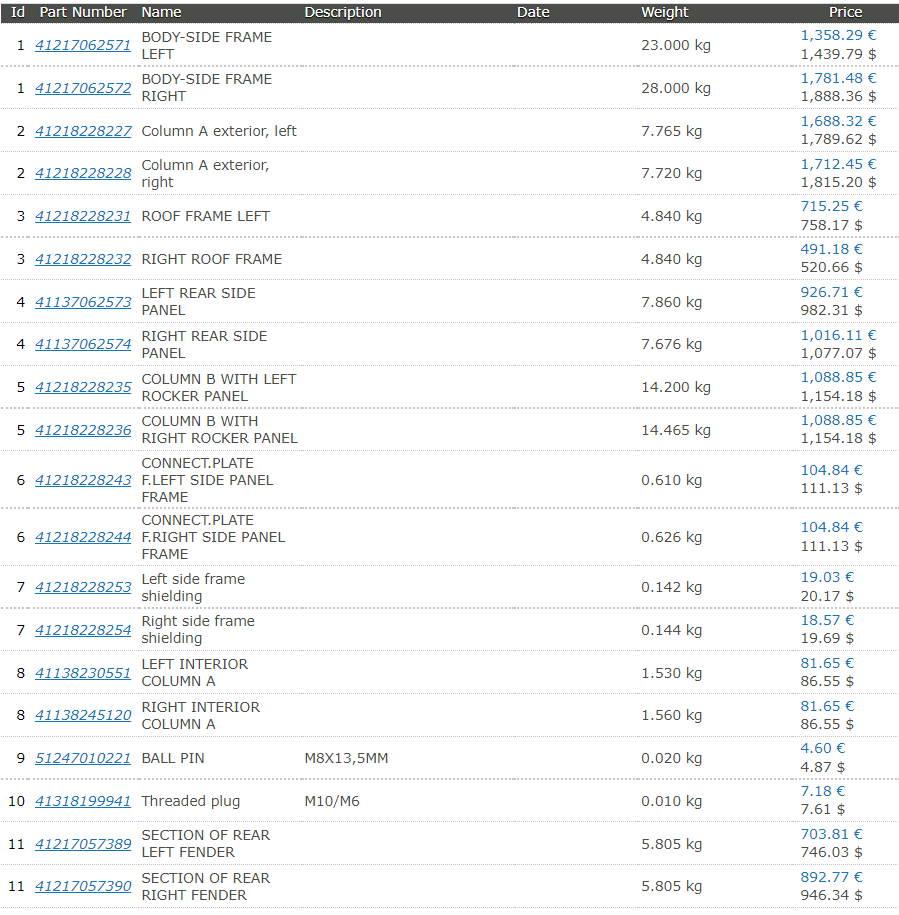 Id Part Number Name Description Date Weight Price
1 41217062571 BODY-SIDE FRAME LEFT 23.000 kg 1,358.29 € 1,439.79 $
1 41217062572 BODY-SIDE FRAME RIGHT 28.000 kg 1,781.48 € 1,888.36 $
2 41218228227 Column A exterior, left 7.765 kg 1,688.32 € 1,789.62 $
2 41218228228 Column A exterior, right 7.720 kg 1,712.45 € 1,815.20 $
3 41218228231 ROOF FRAME LEFT 4.840 kg 715.25 € 758.17 $
3 41218228232 RIGHT ROOF FRAME 4.840 kg 491.18 € 520.66 $
4 41137062573 LEFT REAR SIDE PANEL 7.860 kg 926.71 € 982.31 $
4 41137062574 RIGHT REAR SIDE PANEL 7.676 kg 1,016.11 € 1,077.07 $
5 41218228235 COLUMN B WITH LEFT ROCKER PANEL 14.200 kg 1,088.85 € 1,154.18 $
5 41218228236 COLUMN B WITH RIGHT ROCKER PANEL 14.465 kg 1,088.85 € 1,154.18 $
6 41218228243 CONNECT.PLATE F.LEFT SIDE PANEL FRAME 0.610 kg 104.84 € 111.13 $
6 41218228244 CONNECT.PLATE F.RIGHT SIDE PANEL FRAME 0.626 kg 104.84 € 111.13 $
7 41218228253 Left side frame shielding 0.142 kg 19.03 € 20.17 $
7 41218228254 Right side frame shielding 0.144 kg 18.57 € 19.69 $
8 41138230551 LEFT INTERIOR COLUMN A 1.530 kg 81.65 € 86.55 $
8 41138245120 RIGHT INTERIOR COLUMN A 1.560 kg 81.65 € 86.55 $
9 51247010221 BALL PIN M8X13,5MM 0.020 kg 4.60 € 4.87 $
10 41318199941 Threaded plug M10/M6 0.010 kg 7.18 € 7.61 $
11 41217057389 SECTION OF REAR LEFT FENDER 5.805 kg 703.81 € 746.03 $
11 41217057390 SECTION OF REAR RIGHT FENDER 5.805 kg 892.77 € 946.34 $